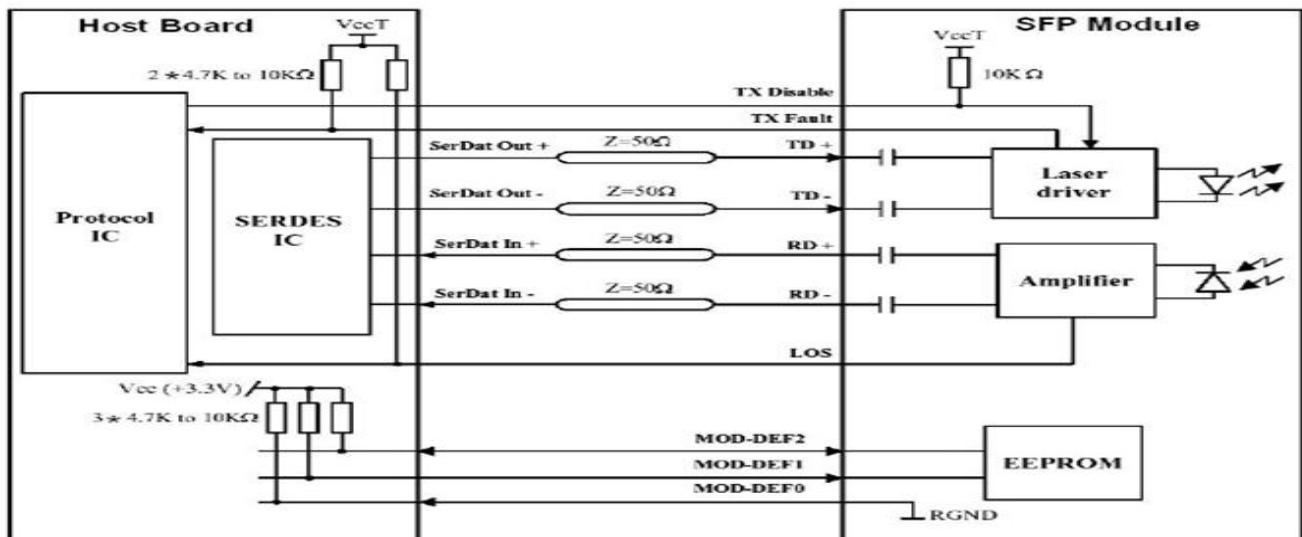 Host Board
SFP Module
VccT
VccT
2*4.7K to 10KΩ
10KΩ
TX Disable
TX Fault
SerDat Out +
Z=50Ω
TD +
Laser driver
SerDat Out -
Z=50Ω
TD -
Protocol IC
SERDES IC
SerDat In +
Z=50Ω
RD +
Amplifier
SerDat In -
Z=50Ω
RD -
LOS
Vcc (+3.3V)
3*4.7K to 10KΩ
MOD-DEF2
MOD-DEF1
EEPROM
MOD-DEF0
RGND